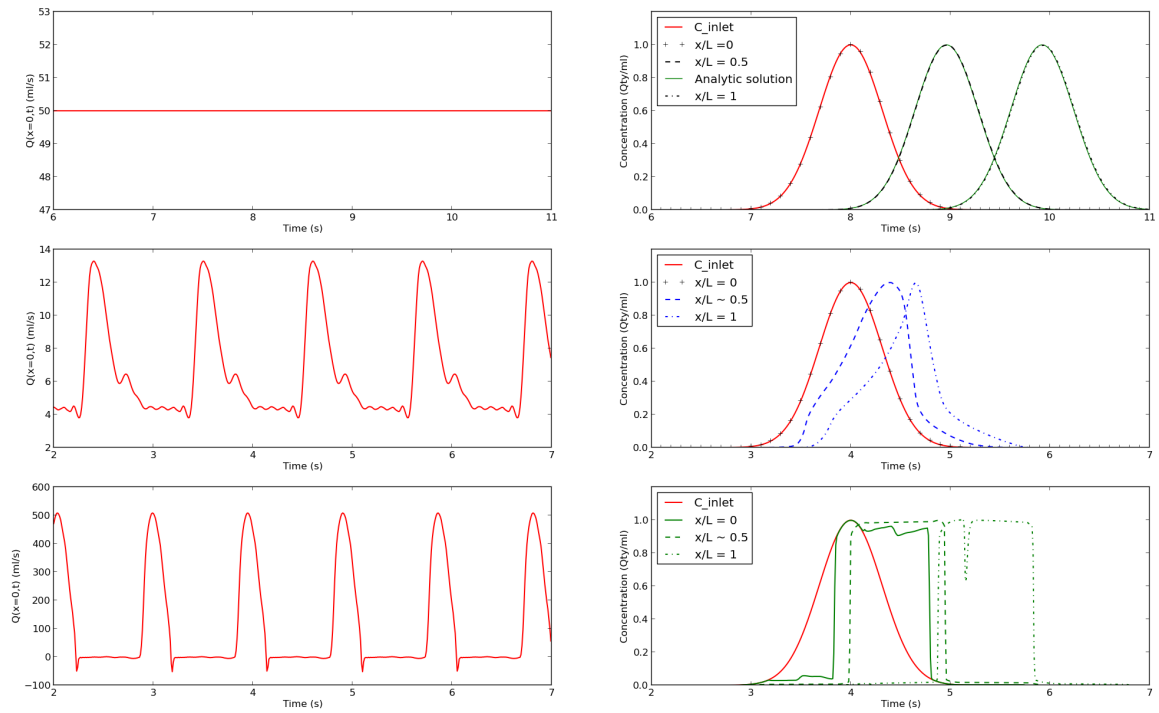 53
52
51
50
49
48
47
Q(x=0,t) (ml/s)
6 7 8 9 10 11
Time (s)
1.0
0.8
0.6
0.4
0.2
0.0
Concentration (Qty/ml)
C_inlet
x/L =0
x/L = 0.5
Analytic solution
x/L = 1
6 7 8 9 10 11
Time (s)
14
12
10
8
6
4
2
Q(x=0,t) (ml/s)
2 3 4 5 6 7
Time (s)
1.0
0.8
0.6
0.4
0.2
0.0
Concentration (Qty/ml)
C_inlet
x/L = 0
x/L ~ 0.5
x/L = 1
2 3 4 5 6 7
Time (s)
600
500
400
300
200
100
0
−100
Q(x=0,t) (ml/s)
2 3 4 5 6 7
Time (s)
1.0
0.8
0.6
0.4
0.2
0.0
Concentration (Qty/ml)
C_inlet
x/L = 0
x/L ~ 0.5
x/L = 1
2 3 4 5 6 7
Time (s)